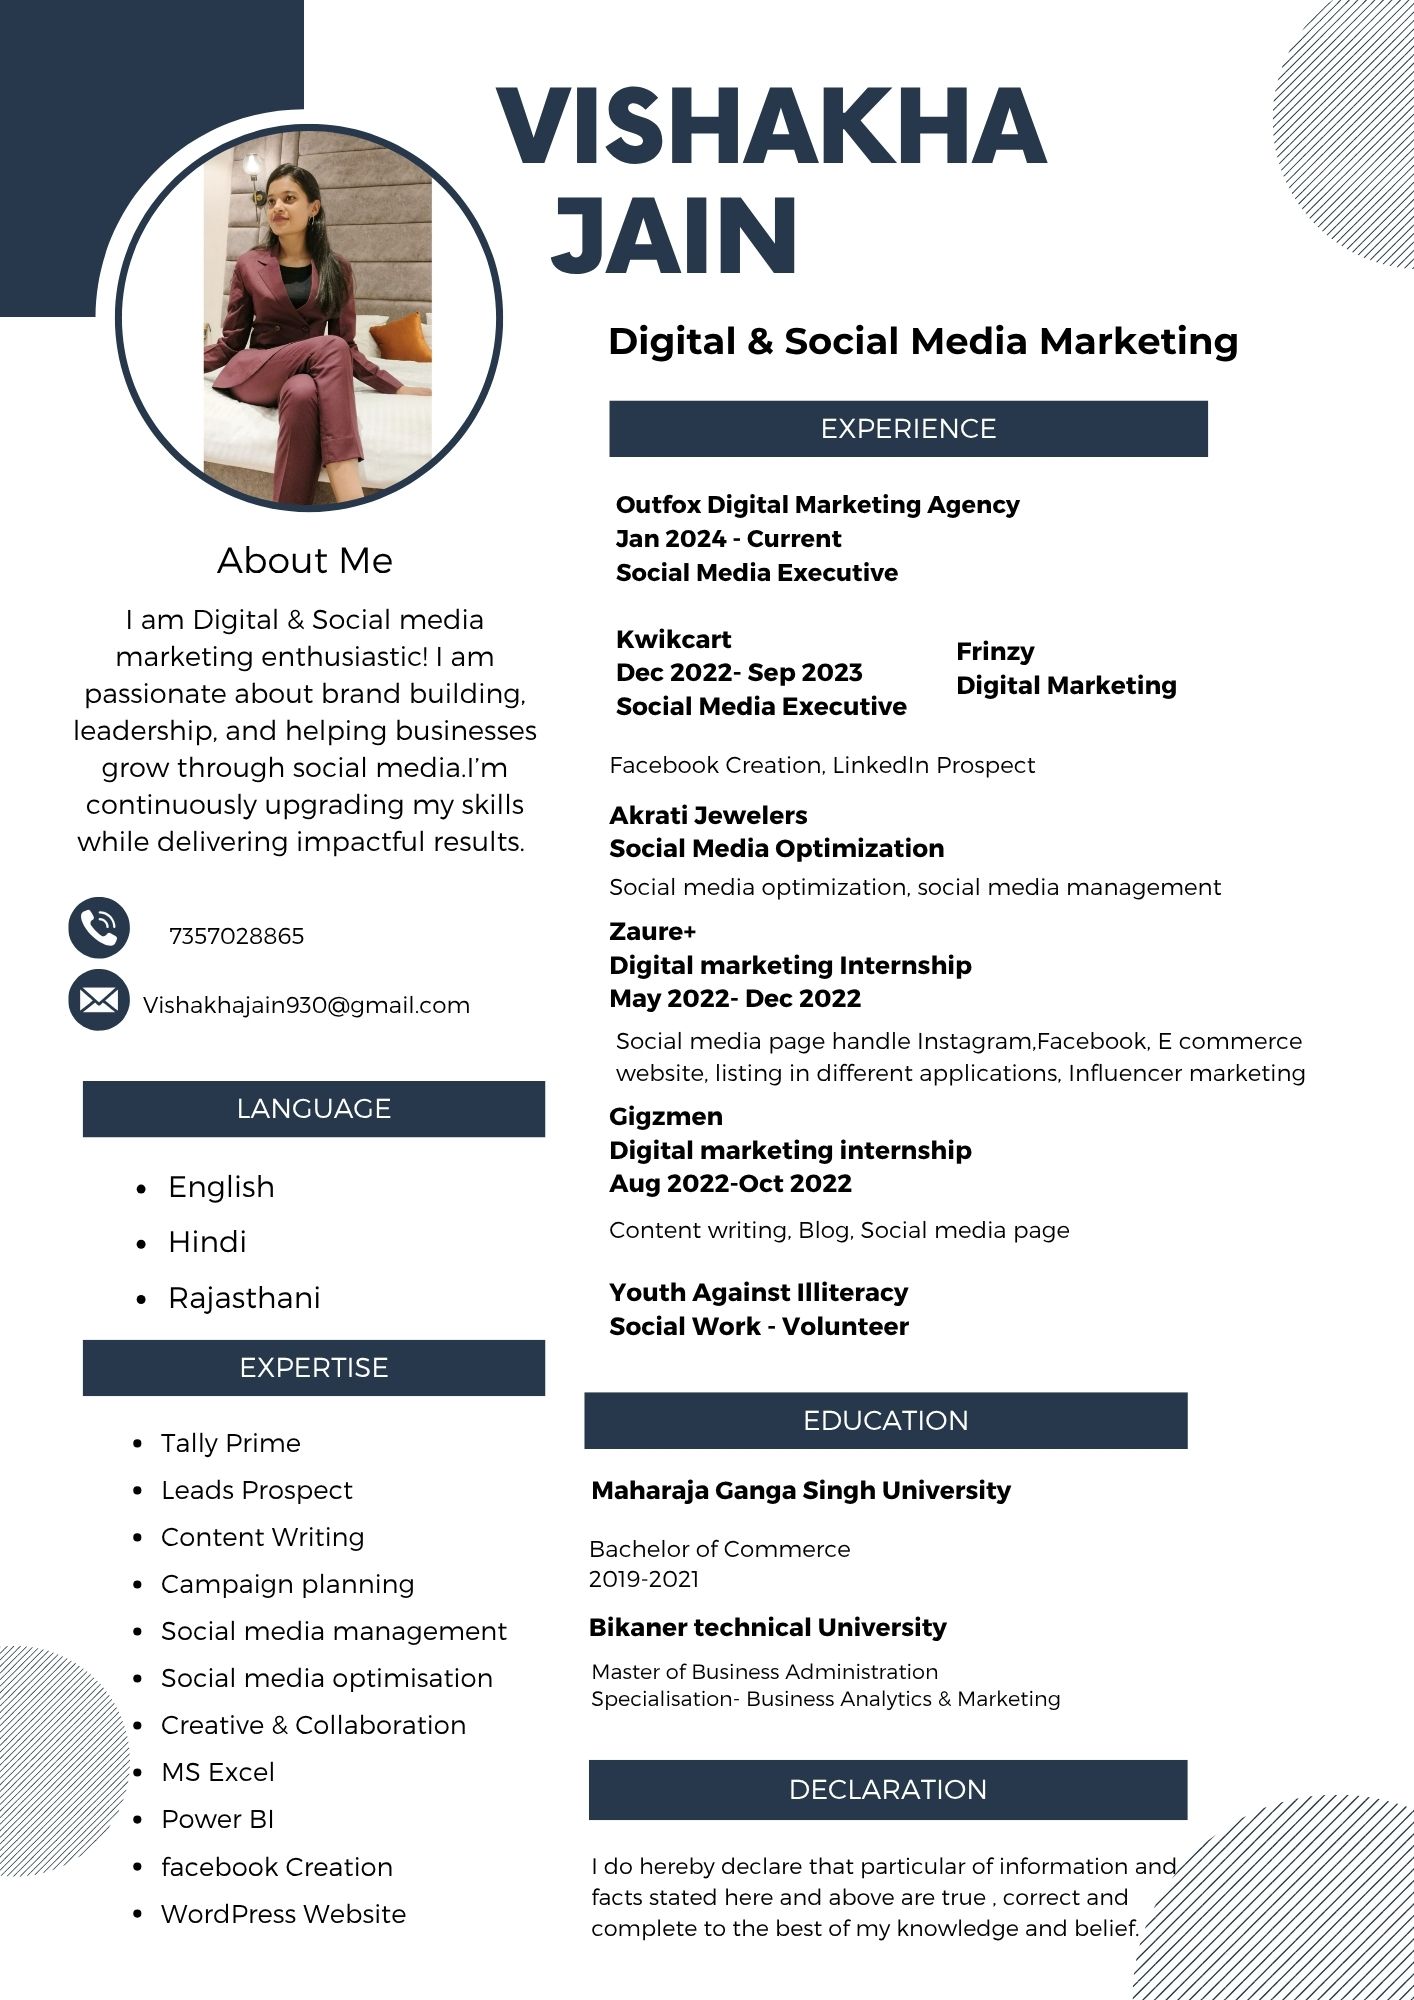 VISHAKHA
JAIN
Digital & Social Media Marketing
About Me
I am Digital & Social media
marketing enthusiastic! I am
passionate about brand building,
leadership, and helping businesses
grow through social media.I'm
continuously upgrading my skills
while delivering impactful results.
7357028865
Vishakhajain930@gmail.com
LANGUAGE
English
Hindi
Rajasthani
EXPERTISE
Tally Prime
Leads Prospect
Content Writing
Campaign planning
Social media management
Social media optimisation
Creative & Collaboration
MS Excel
Power BI
facebook Creation
WordPress Website
EXPERIENCE
Outfox Digital Marketing Agency
Jan 2024 - Current
Social Media Executive
Kwikcart
Dec 2022- Sep 2023
Social Media Executive
Frinzy
Digital Marketing
Facebook Creation, LinkedIn Prospect
Akrati Jewelers
Social Media Optimization
Social media optimization, social media management
Zaure+
Digital marketing Internship
May 2022- Dec 2022
Social media page handle Instagram,Facebook, E commerce
website, listing in different applications, Influencer marketing
Gigzmen
Digital marketing internship
Aug 2022-Oct 2022
Content writing, Blog, Social media page
Youth Against Illiteracy
Social Work - Volunteer
EDUCATION
Maharaja Ganga Singh University
Bachelor of Commerce
2019-2021
Bikaner technical University
Master of Business Administration
Specialisation- Business Analytics & Marketing
DECLARATION
I do hereby declare that particular of information and
facts stated here and above are true , correct and
complete to the best of my knowledge and belief.